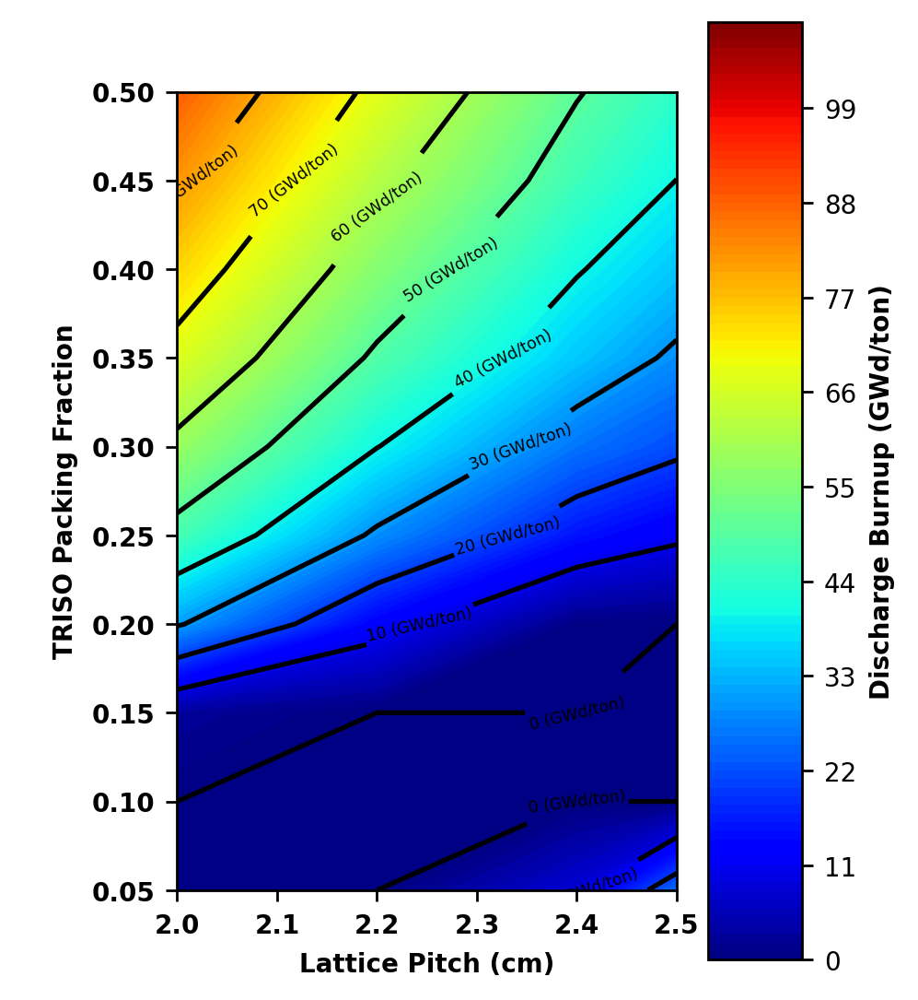 0.50
0.45
0.40
0.35
0.30
0.25
0.20
0.15
0.10
0.05
TRISO Packing Fraction
2.0 2.1 2.2 2.3 2.4 2.5
Lattice Pitch (cm)
GWd/ton)
70 (GWd/ton)
60 (GWd/ton)
50 (GWd/ton)
40 (GWd/ton)
30 (GWd/ton)
20 (GWd/ton)
10 (GWd/ton)
0 (GWd/ton)
0 (GWd/ton)
Wd/ton)
99
88
77
66
55
44
33
22
11
0
Discharge Burnup (GWd/ton)